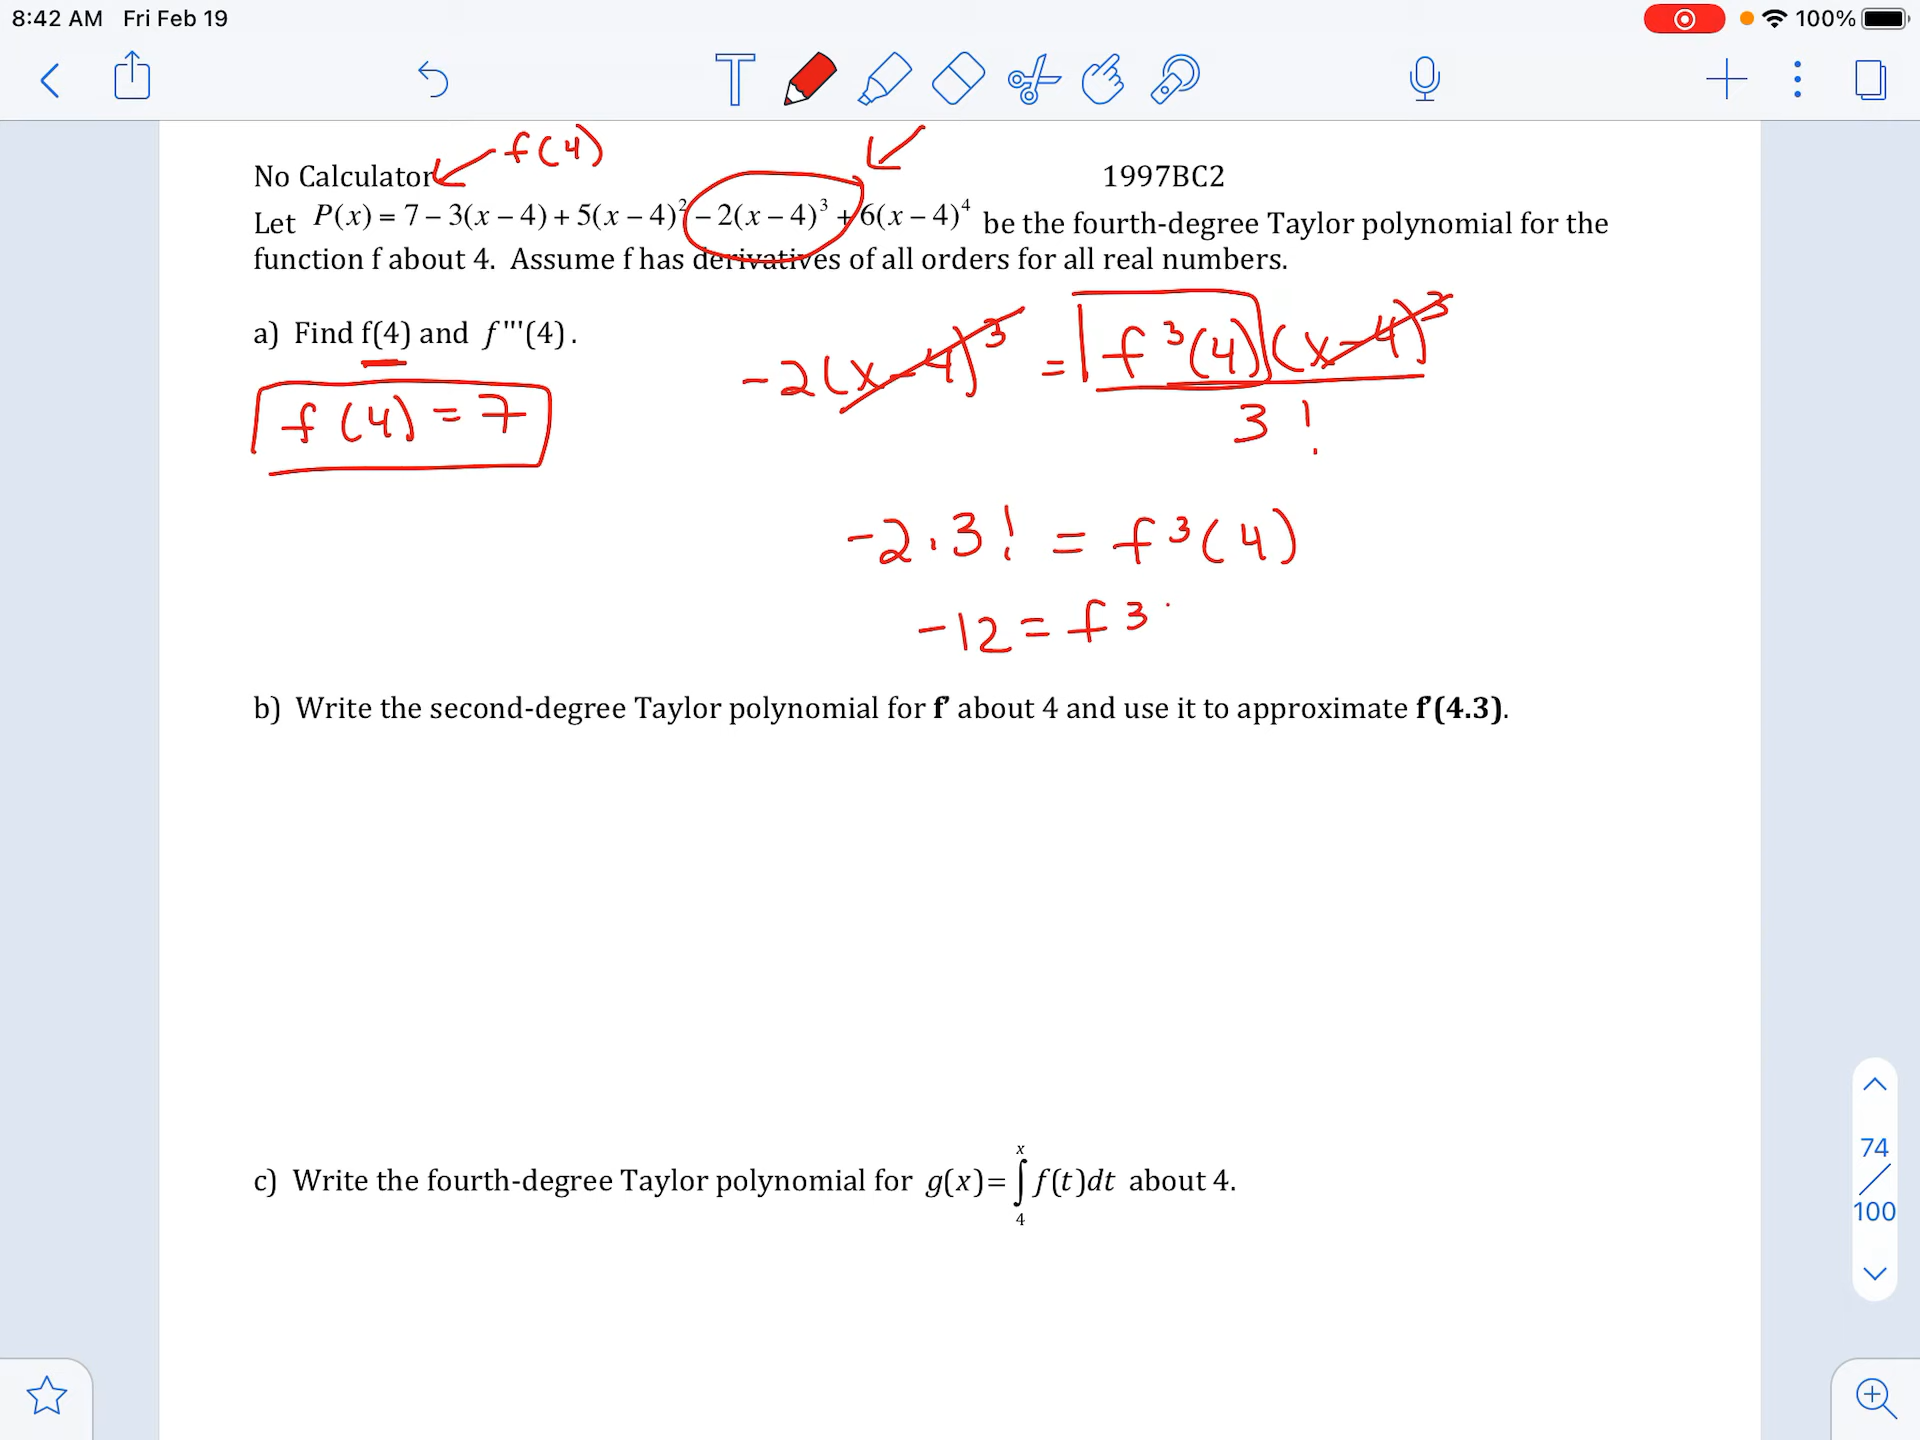 8:42 AM Fri Feb 19
100%
T
f(4)
No Calculator
1997BC2
Let P(x) = 7 – 3(x – 4) + 5(x – 4)² – 2(x – 4)³ + 6(x – 4)⁴ be the fourth-degree Taylor polynomial for the
function f about 4. Assume f has derivatives of all orders for all real numbers.
a) Find f(4) and f'''(4).
f(4) = 7
-2(x-4)³ = f³(4)(x-4)³
3!
-2·3! = f³(4)
-12 = f³
b) Write the second-degree Taylor polynomial for f' about 4 and use it to approximate f'(4.3).
c) Write the fourth-degree Taylor polynomial for g(x)=∫₄ˣ f(t)dt about 4.
74
/
100